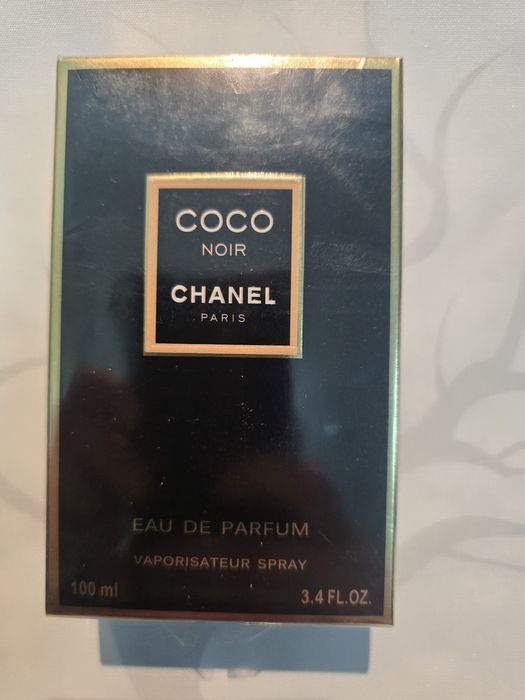 COCO
NOIR
CHANEL
PARIS
EAU DE PARFUM
VAPORISATEUR SPRAY
100 ml
3.4 FL.OZ.